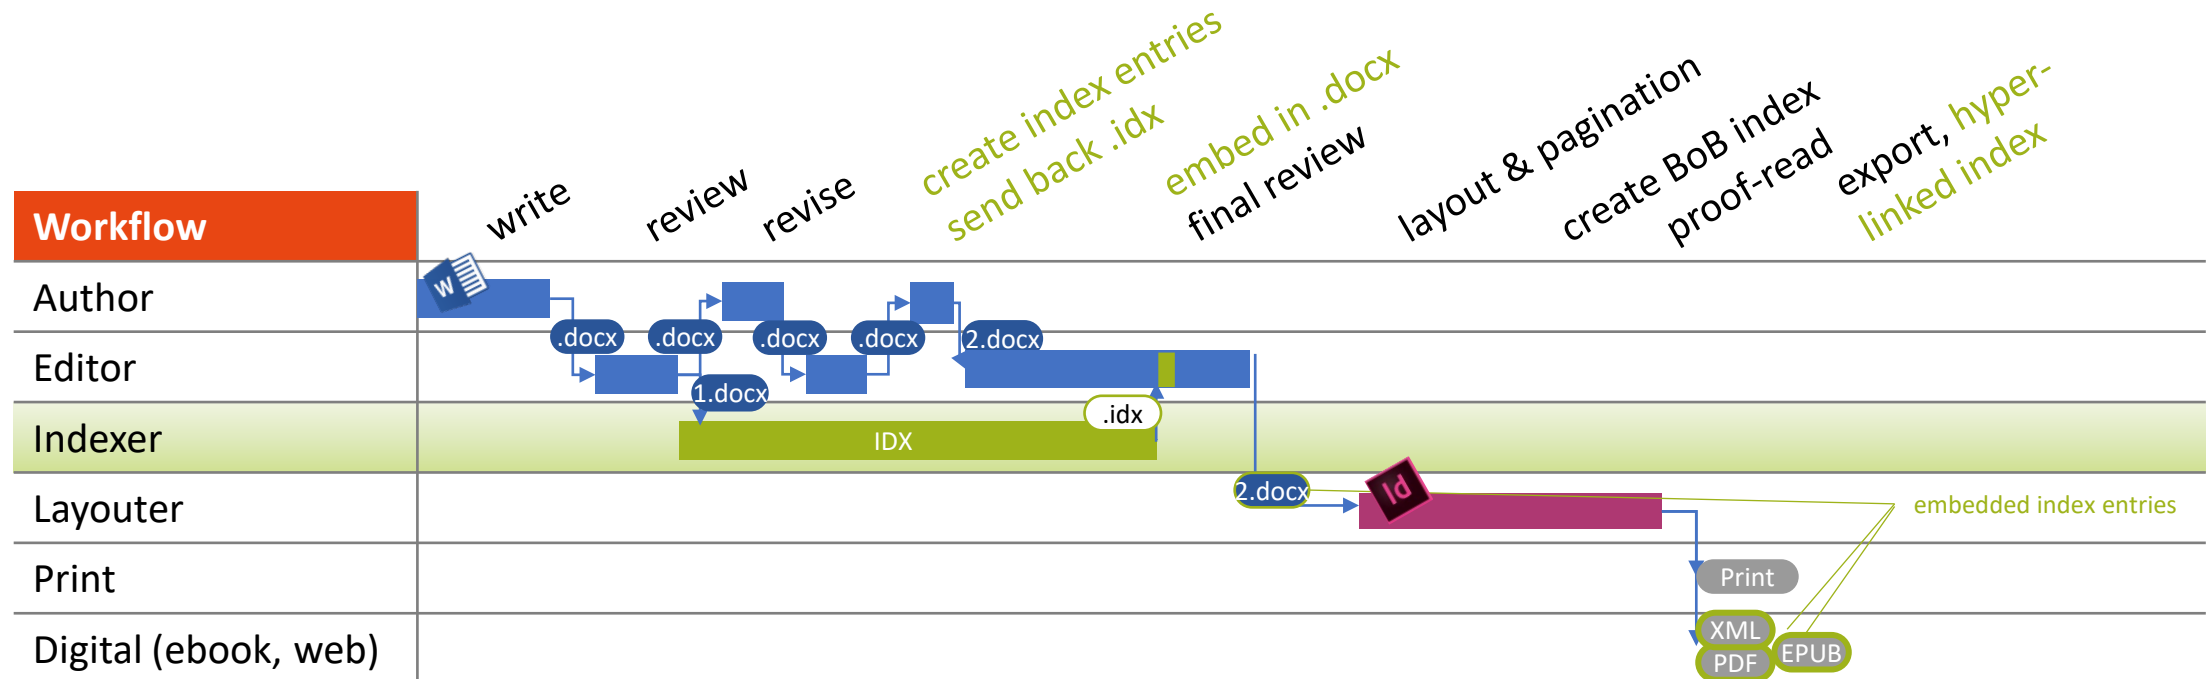 create index entries
send back .idx
embed in .docx
final review
layout & pagination
create BoB index
proof-read
export, hyper-
linked index
write
review
revise
Workflow
Author
W
.docx
.docx
.docx
.docx
2.docx
Editor
1.docx
.idx
Indexer
IDX
Id
2.docx
Layouter
embedded index entries
Print
Print
XML
Digital (ebook, web)
EPUB
PDF